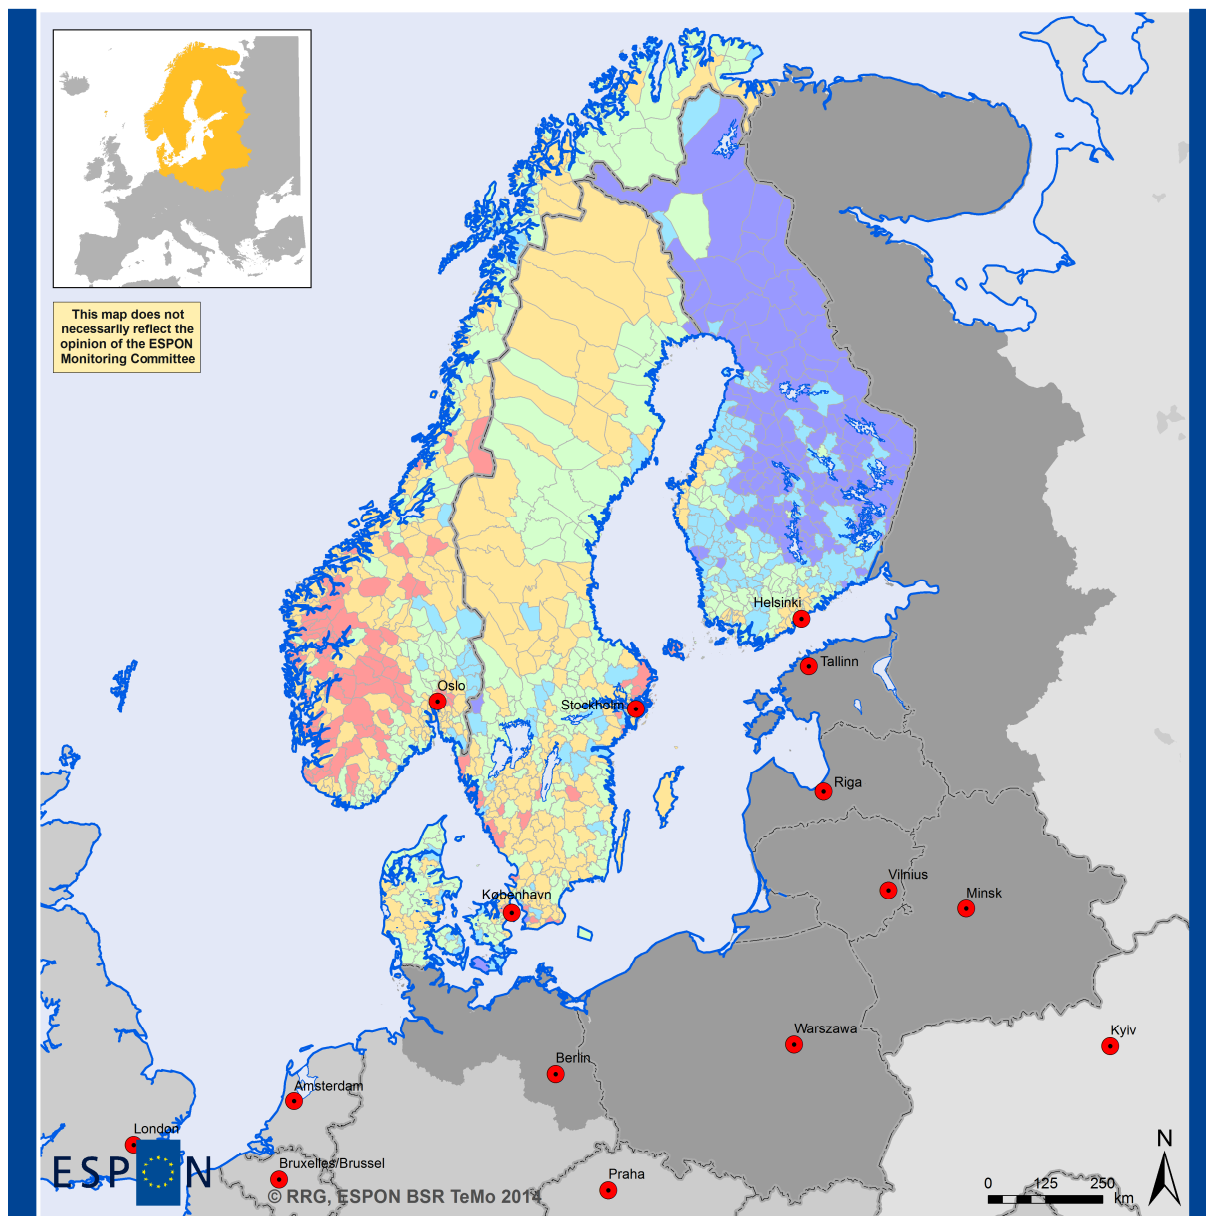 This map does not
necessarily reflect the
opinion of the ESPON
Monitoring Committee
Helsinki
Tallinn
Oslo
Stockholm
Riga
Vilnius
København
Minsk
Warszawa
Kyiv
Berlin
Amsterdam
London
Bruxelles/Brussel
Praha
ESPON
© RRG, ESPON BSR TeMo 2014
N
0 125 250
km